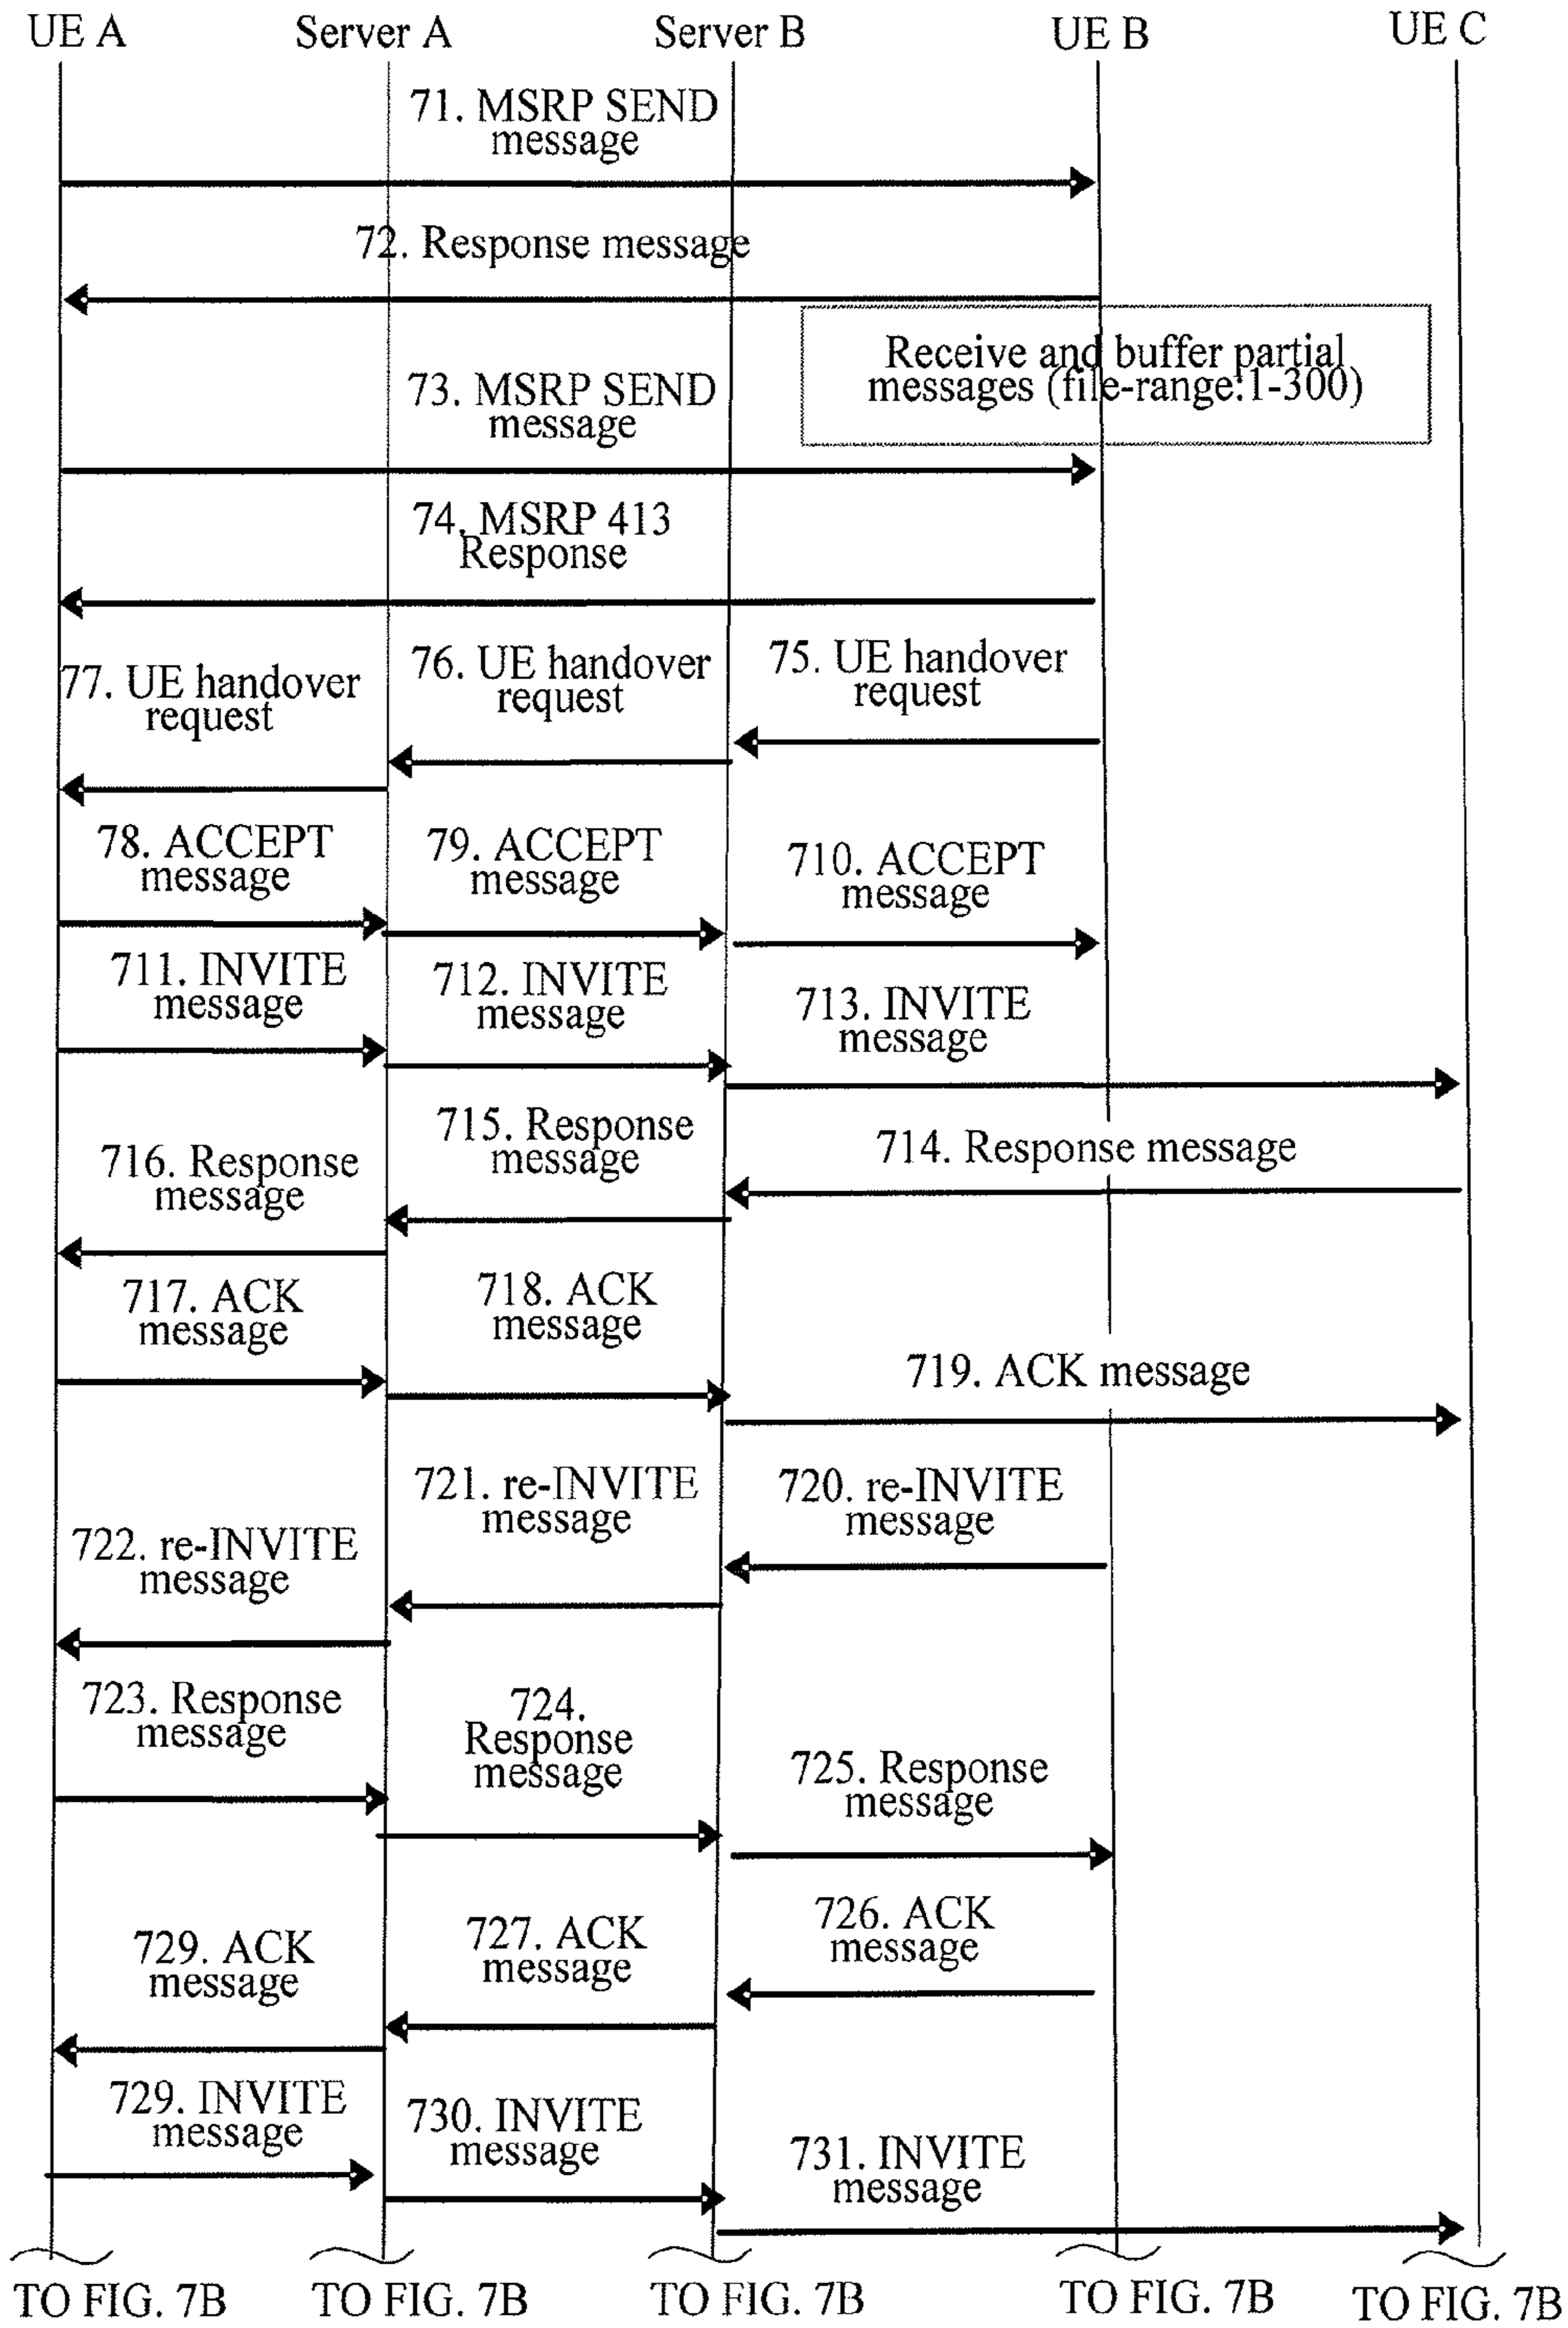 UE A
Server A
Server B
UE B
UE C
71. MSRP SEND
message
72. Response message
Receive and buffer partial
messages (file-range:1-300)
73. MSRP SEND
message
74. MSRP 413
Response
75. UE handover
request
76. UE handover
request
77. UE handover
request
78. ACCEPT
message
79. ACCEPT
message
710. ACCEPT
message
711. INVITE
message
712. INVITE
message
713. INVITE
message
714. Response message
715. Response
message
716. Response
message
717. ACK
message
718. ACK
message
719. ACK message
720. re-INVITE
message
721. re-INVITE
message
722. re-INVITE
message
723. Response
message
724.
Response
message
725. Response
message
726. ACK
message
727. ACK
message
729. ACK
message
729. INVITE
message
730. INVITE
message
731. INVITE
message
TO FIG. 7B
TO FIG. 7B
TO FIG. 7B
TO FIG. 7B
TO FIG. 7B